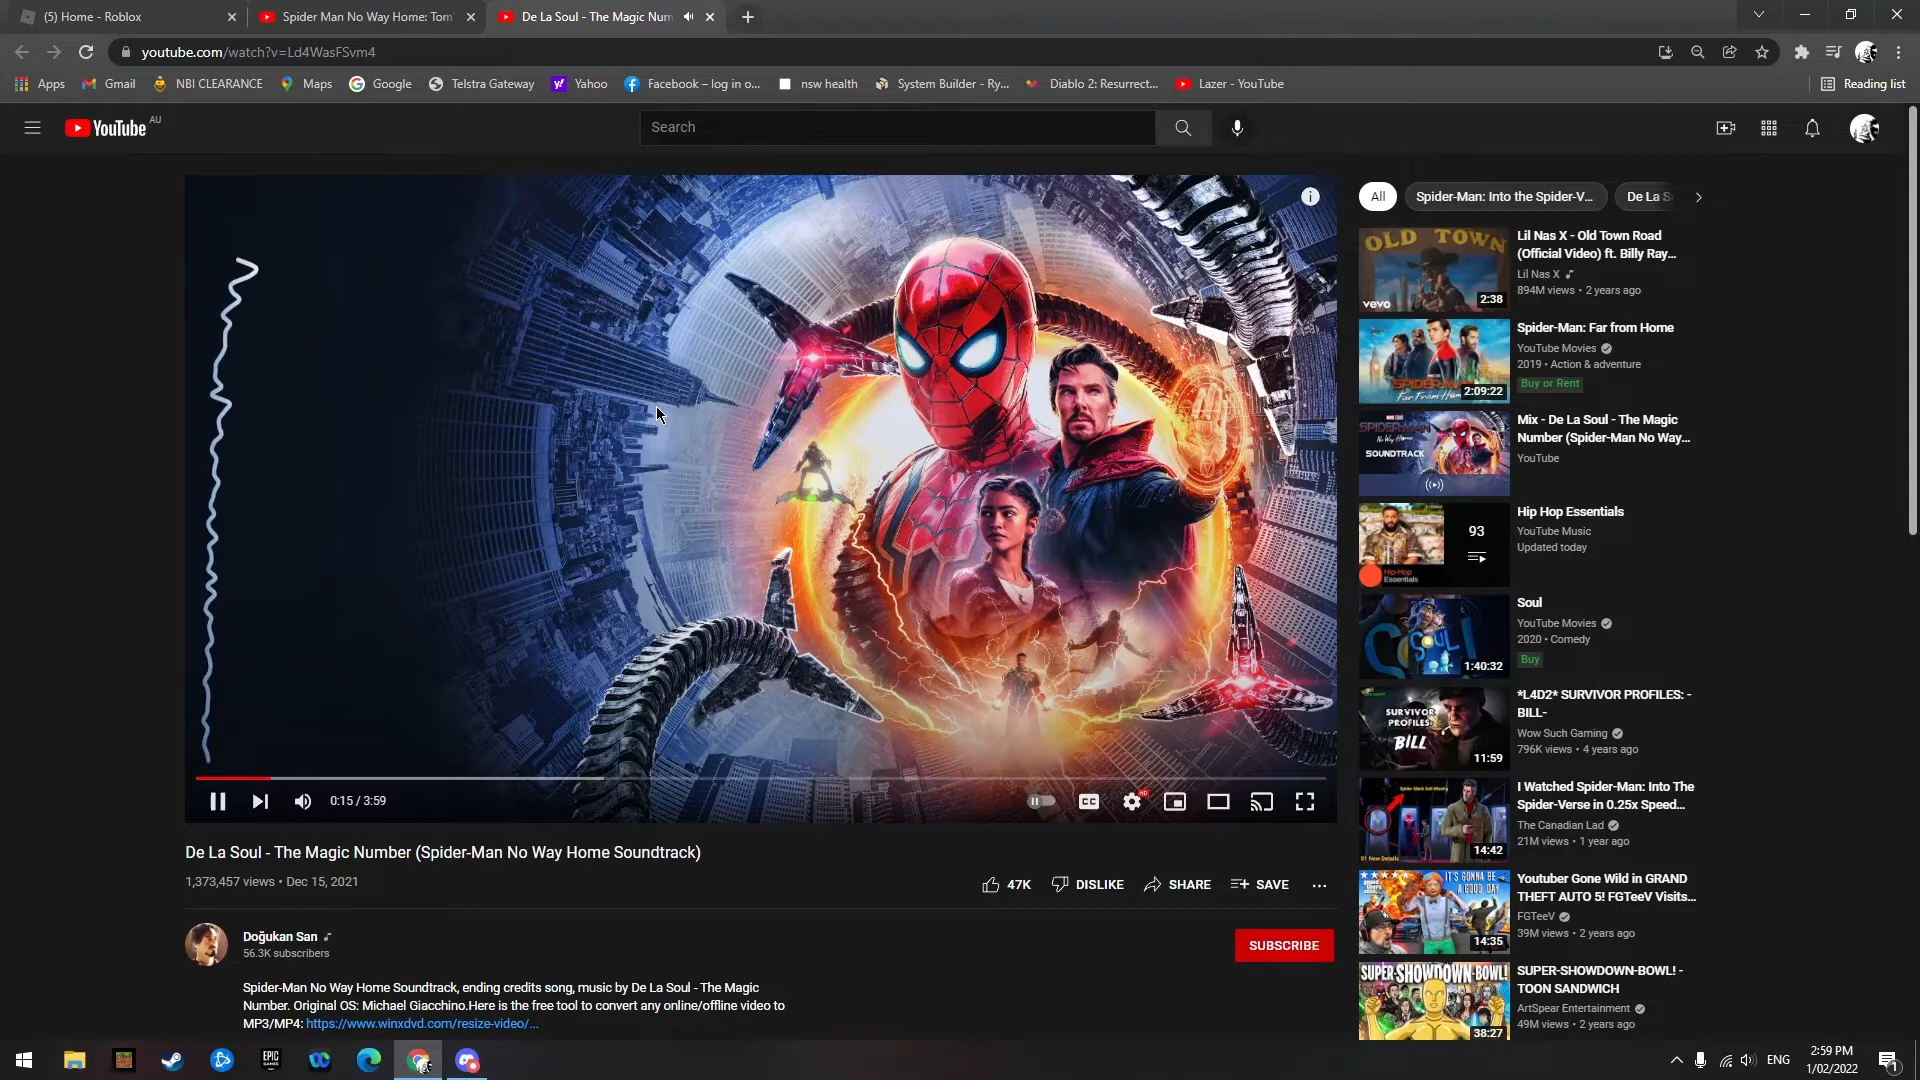 (5) Home - Roblox
Spider Man No Way Home: Tom'
De La Soul - The Magic Num
youtube.com/watch?v=Ld4WasFSvm4
Apps
Gmail
NBI CLEARANCE
Maps
Google
Telstra Gateway
Yahoo
Facebook – log in o...
nsw health
System Builder - Ry...
Diablo 2: Resurrect...
Lazer - YouTube
Reading list
YouTube AU
Search
All
Spider-Man: Into the Spider-V...
De La S
OLD TOWN
vevo
2:38
Lil Nas X - Old Town Road
(Official Video) ft. Billy Ray...
Lil Nas X
894M views • 2 years ago
2:09:22
Spider-Man: Far from Home
YouTube Movies
2019 • Action & adventure
Buy or Rent
SPIDER-MAN
No Way Home
SOUNDTRACK
Mix - De La Soul - The Magic
Number (Spider-Man No Way...
YouTube
93
Hip-Hop
Essentials
Hip Hop Essentials
YouTube Music
Updated today
SOUL
1:40:32
Soul
YouTube Movies
2020 • Comedy
Buy
SURVIVOR
PROFILES:
BILL
11:59
*L4D2* SURVIVOR PROFILES: -
BILL-
Wow Such Gaming
796K views • 4 years ago
14:42
I Watched Spider-Man: Into The
Spider-Verse in 0.25x Speed...
The Canadian Lad
21M views • 1 year ago
IT'S GONNA BE
A GOOD DAY
14:35
Youtuber Gone Wild in GRAND
THEFT AUTO 5! FGTeeV Visits...
FGTeeV
39M views • 2 years ago
SUPER-SHOWDOWN-BOWL!
38:27
SUPER-SHOWDOWN-BOWL! -
TOON SANDWICH
ArtSpear Entertainment
49M views • 2 years ago
0:15 / 3:59
CC
HD
De La Soul - The Magic Number (Spider-Man No Way Home Soundtrack)
1,373,457 views • Dec 15, 2021
47K
DISLIKE
SHARE
SAVE
Doğukan San
56.3K subscribers
SUBSCRIBE
Spider-Man No Way Home Soundtrack, ending credits song, music by De La Soul - The Magic
Number. Original OS: Michael Giacchino.Here is the free tool to convert any online/offline video to
MP3/MP4: https://www.winxdvd.com/resize-video/...
EPIC
GAMES
ENG
2:59 PM
1/02/2022
1